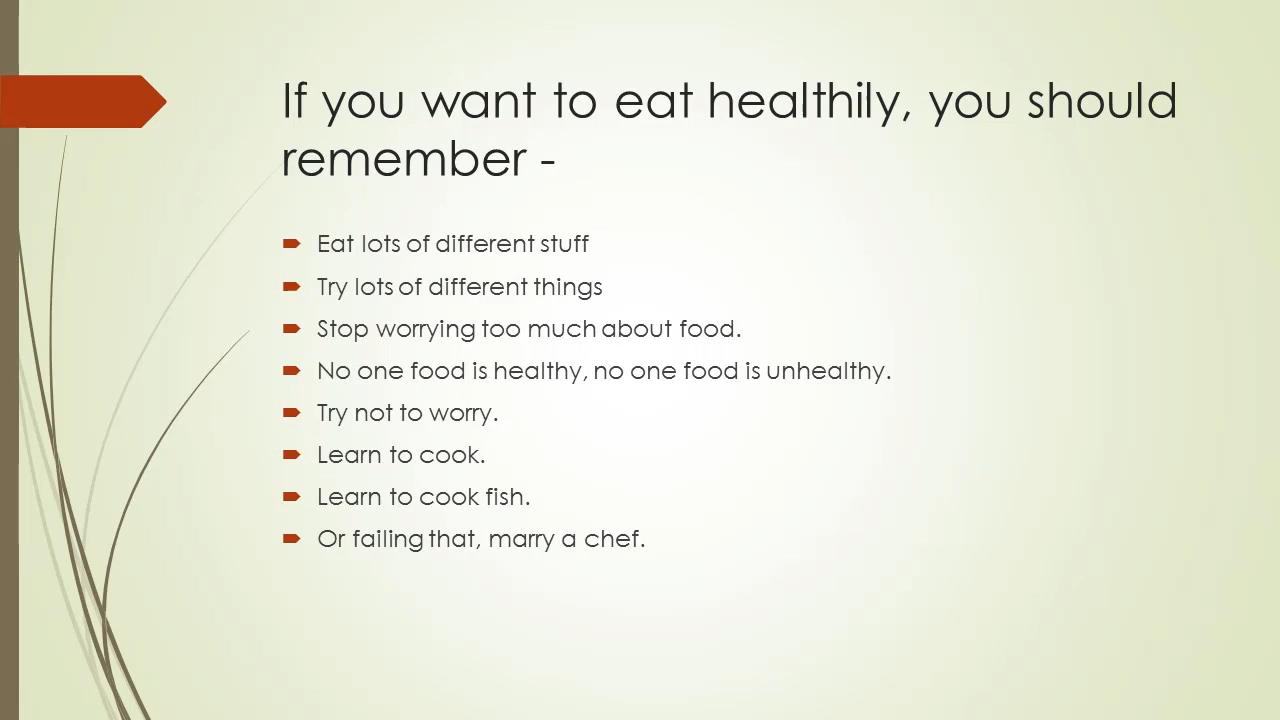 If you want to eat healthily, you should
remember -
Eat lots of different stuff
Try lots of different things
Stop worrying too much about food.
No one food is healthy, no one food is unhealthy.
Try not to worry.
Learn to cook.
Learn to cook fish.
Or failing that, marry a chef.